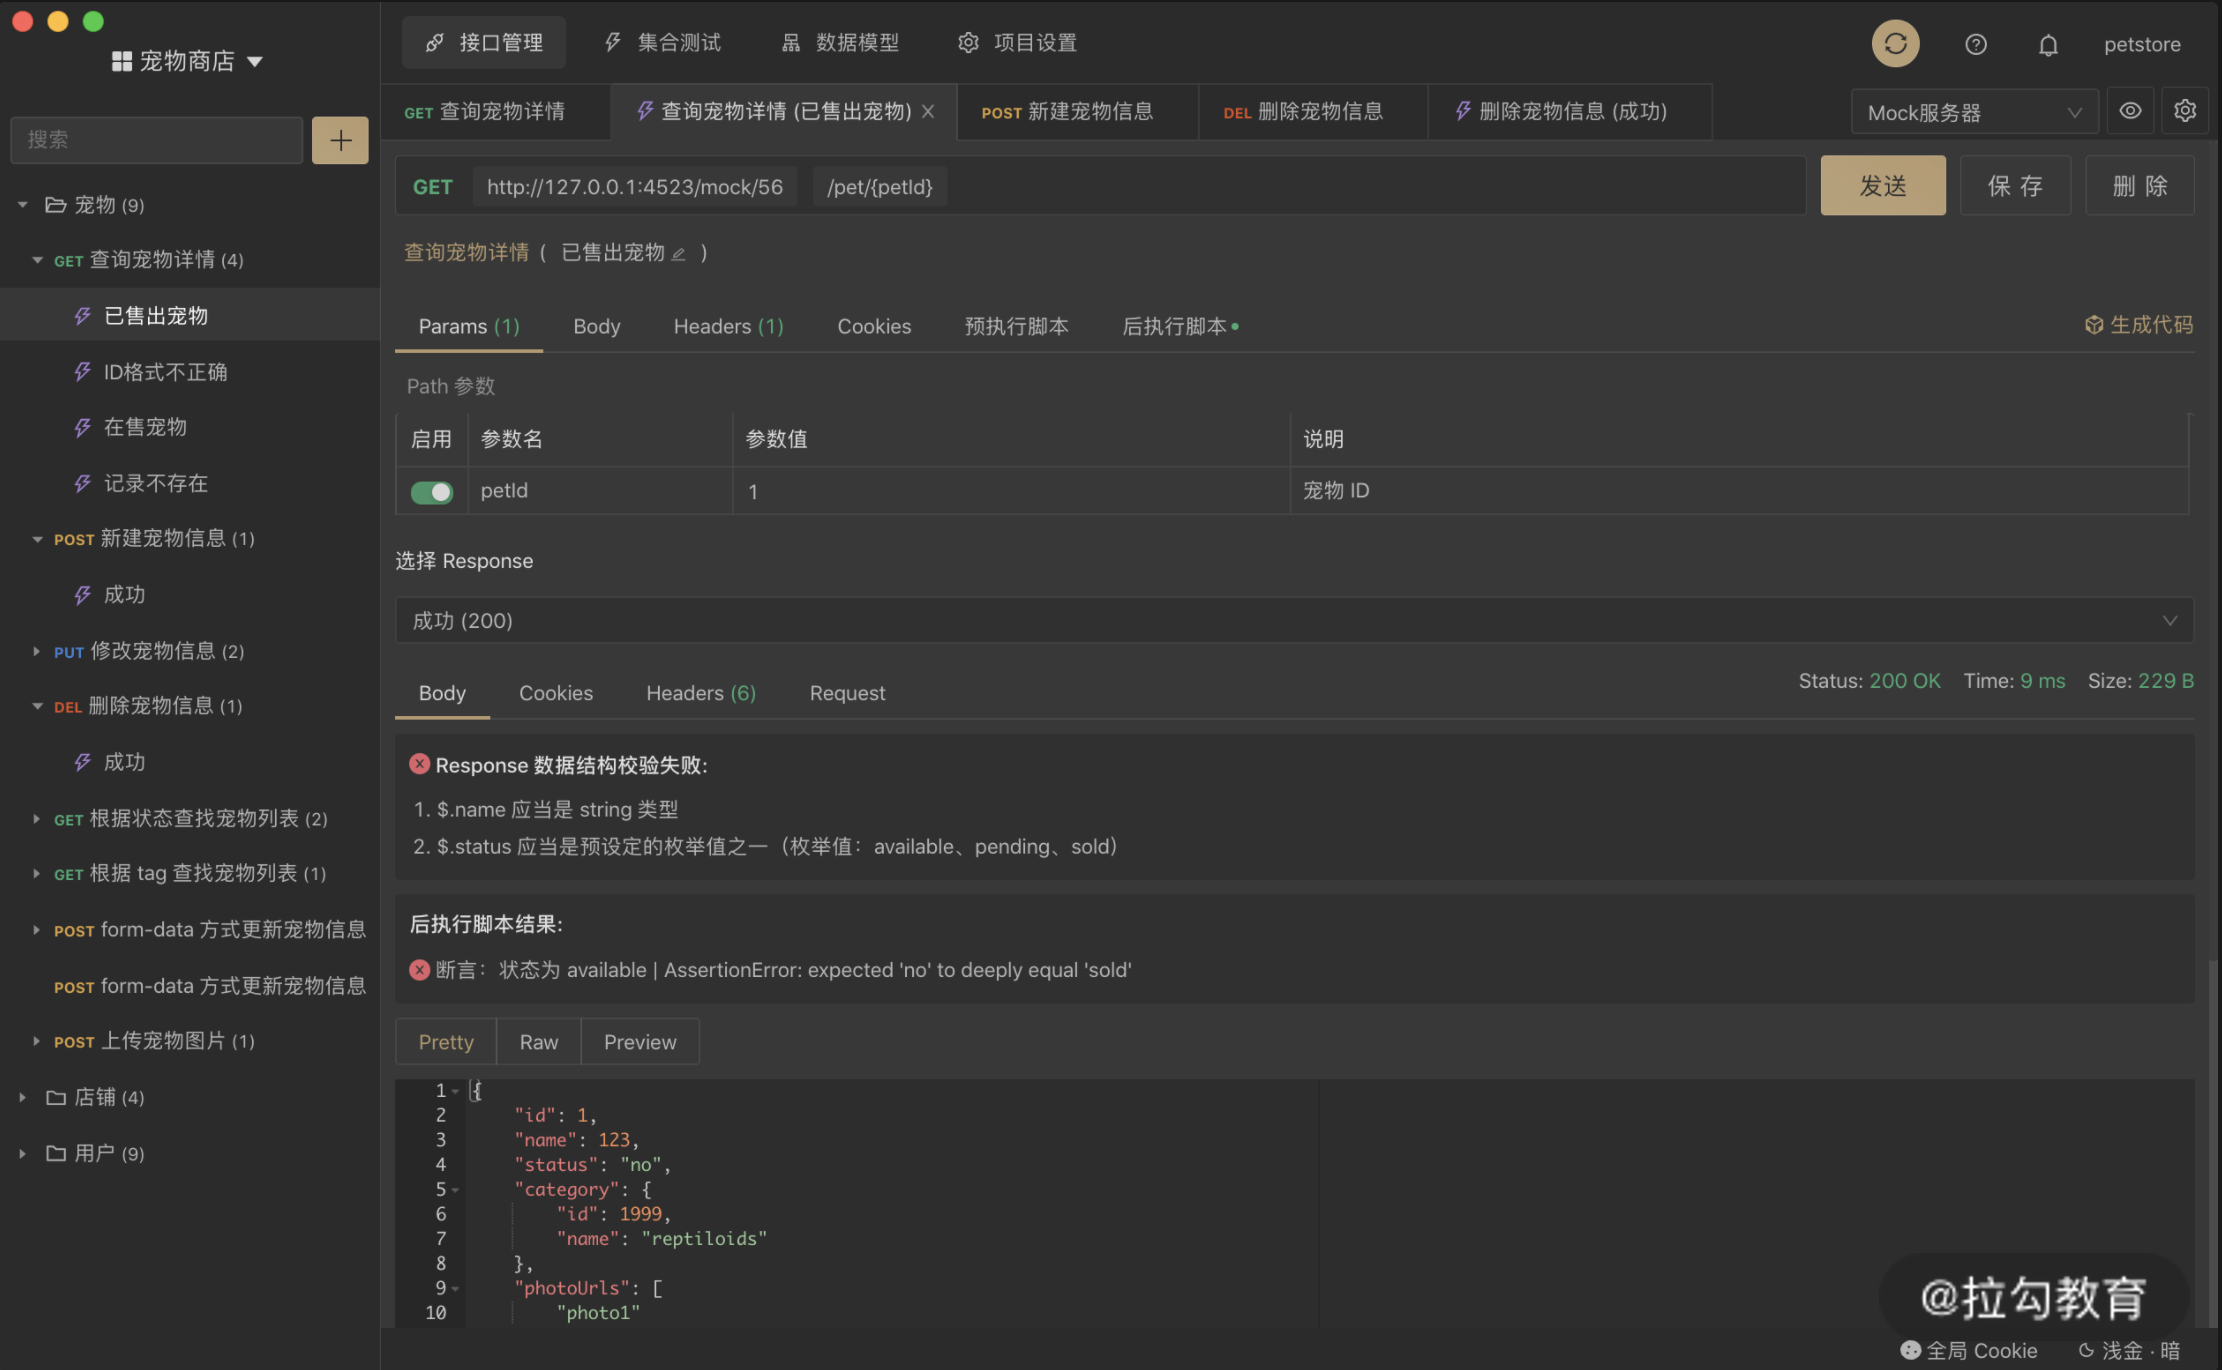 宠物商店
搜索
宠物 (9)
GET 查询宠物详情 (4)
已售出宠物
ID格式不正确
在售宠物
记录不存在
POST 新建宠物信息 (1)
成功
PUT 修改宠物信息 (2)
DEL 删除宠物信息 (1)
成功
GET 根据状态查找宠物列表 (2)
GET 根据 tag 查找宠物列表 (1)
POST form-data 方式更新宠物信息
POST form-data 方式更新宠物信息
POST 上传宠物图片 (1)
店铺 (4)
用户 (9)
接口管理 集合测试 数据模型 项目设置 petstore
GET 查询宠物详情 查询宠物详情 (已售出宠物) POST 新建宠物信息 DEL 删除宠物信息 删除宠物信息 (成功) Mock服务器
GET http://127.0.0.1:4523/mock/56 /pet/{petId} 发送 保存 删除
查询宠物详情 ( 已售出宠物 )
Params (1) Body Headers (1) Cookies 预执行脚本 后执行脚本 生成代码
Path 参数
启用 参数名 参数值 说明
petId 1 宠物 ID
选择 Response
成功 (200)
Body Cookies Headers (6) Request Status: 200 OK Time: 9 ms Size: 229 B
Response 数据结构校验失败:
1. $.name 应当是 string 类型
2. $.status 应当是预设定的枚举值之一（枚举值：available、pending、sold）
后执行脚本结果:
断言：状态为 available | AssertionError: expected 'no' to deeply equal 'sold'
Pretty Raw Preview
1 {
2 "id": 1,
3 "name": 123,
4 "status": "no",
5 "category": {
6 "id": 1999,
7 "name": "reptiloids"
8 },
9 "photoUrls": [
10 "photo1"
@拉勾教育
全局 Cookie 浅金 · 暗